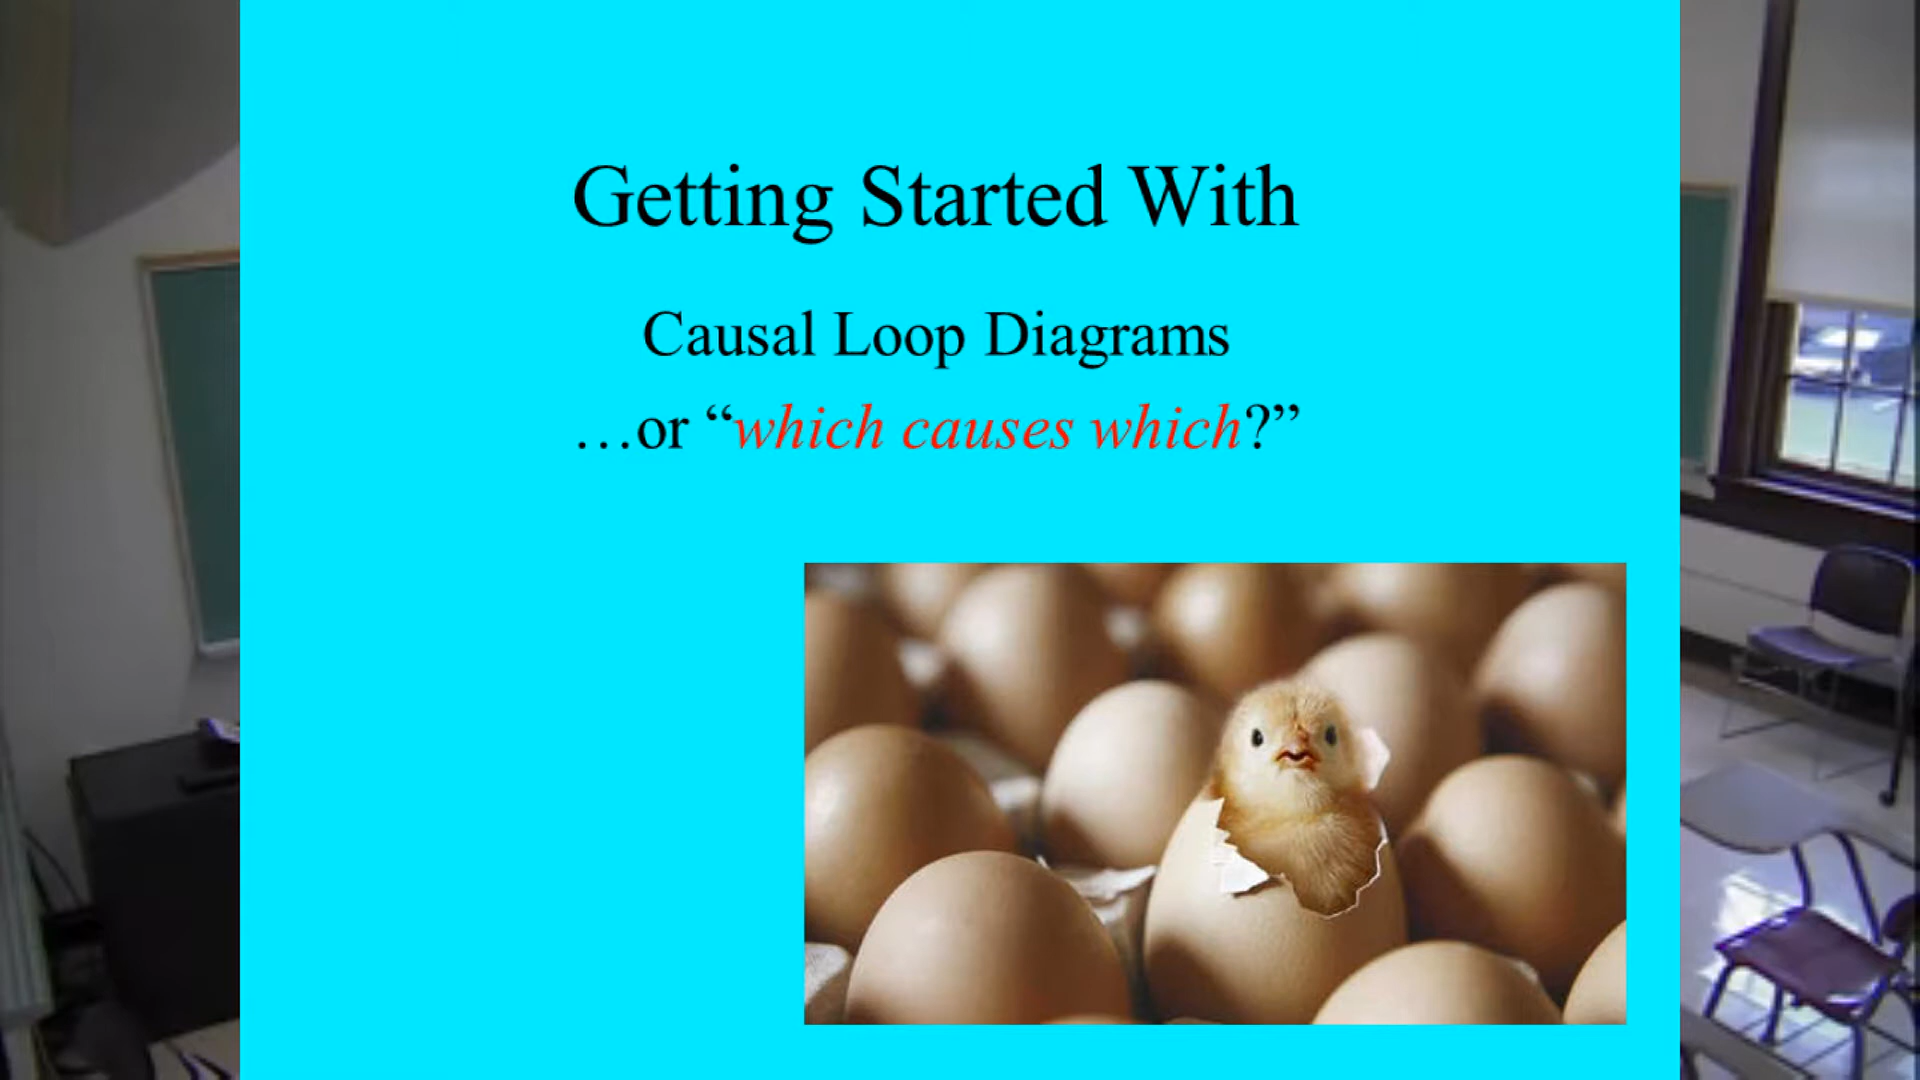 Getting Started With
Causal Loop Diagrams
…or “which causes which?”